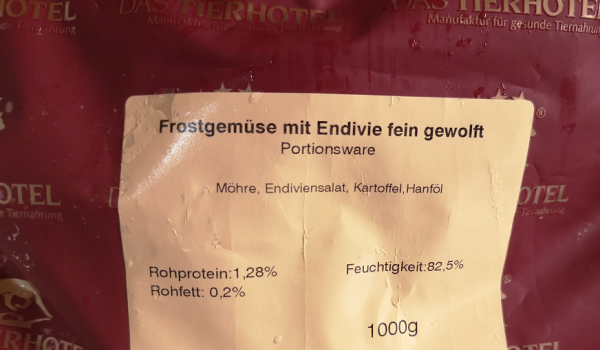 DAS TIERHOTEL
Manufaktur für gesunde Tiernahrung
Frostgemüse mit Endivie fein gewolft
Portionsware
Möhre, Endiviensalat, Kartoffel,Hanföl
Rohprotein:1,28%
Feuchtigkeit:82,5%
Rohfett: 0,2%
1000g